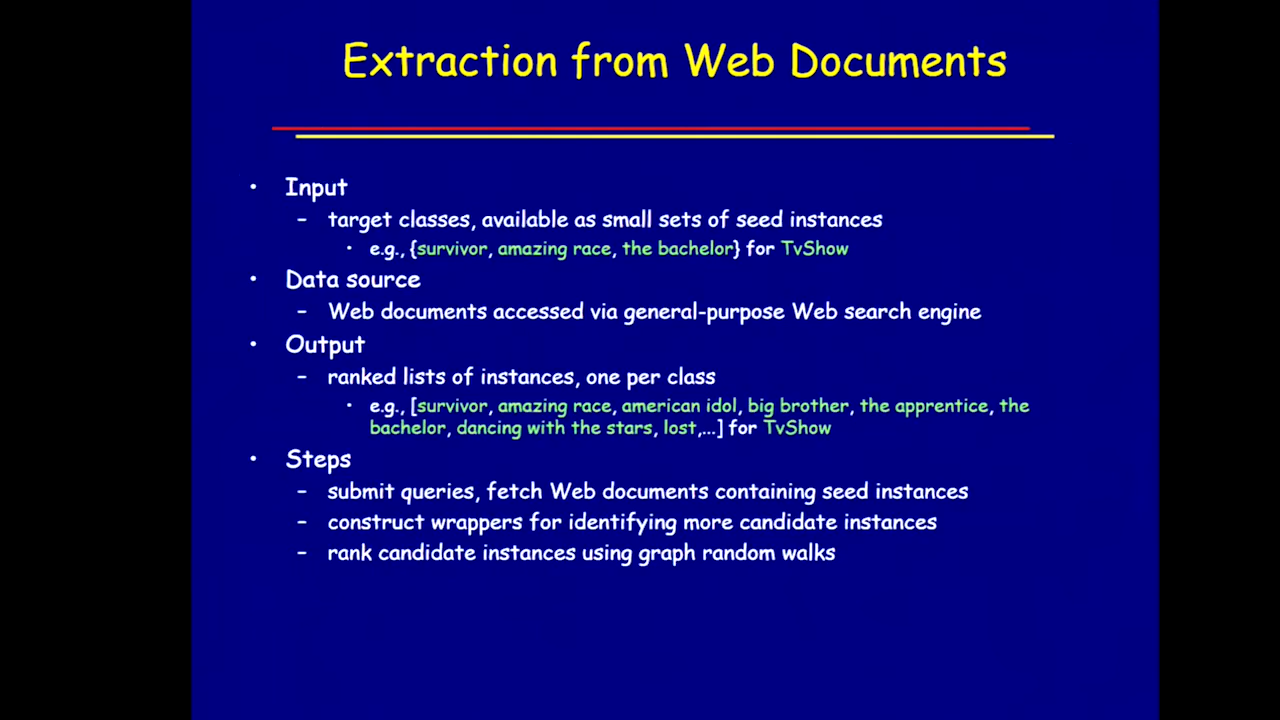 Extraction from Web Documents
• Input
– target classes, available as small sets of seed instances
• e.g., {survivor, amazing race, the bachelor} for TvShow
• Data source
– Web documents accessed via general-purpose Web search engine
• Output
– ranked lists of instances, one per class
• e.g., [survivor, amazing race, american idol, big brother, the apprentice, the
bachelor, dancing with the stars, lost,...] for TvShow
• Steps
– submit queries, fetch Web documents containing seed instances
– construct wrappers for identifying more candidate instances
– rank candidate instances using graph random walks